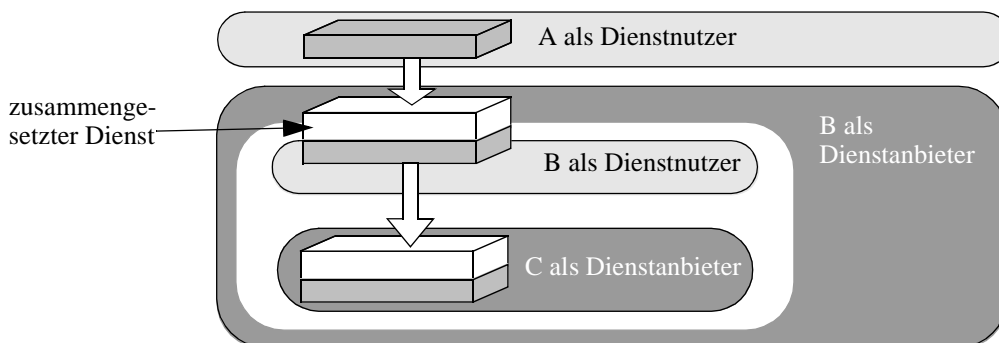 A als Dienstnutzer
zusammenge-
setzter Dienst
B als
Dienstanbieter
B als Dienstnutzer
C als Dienstanbieter